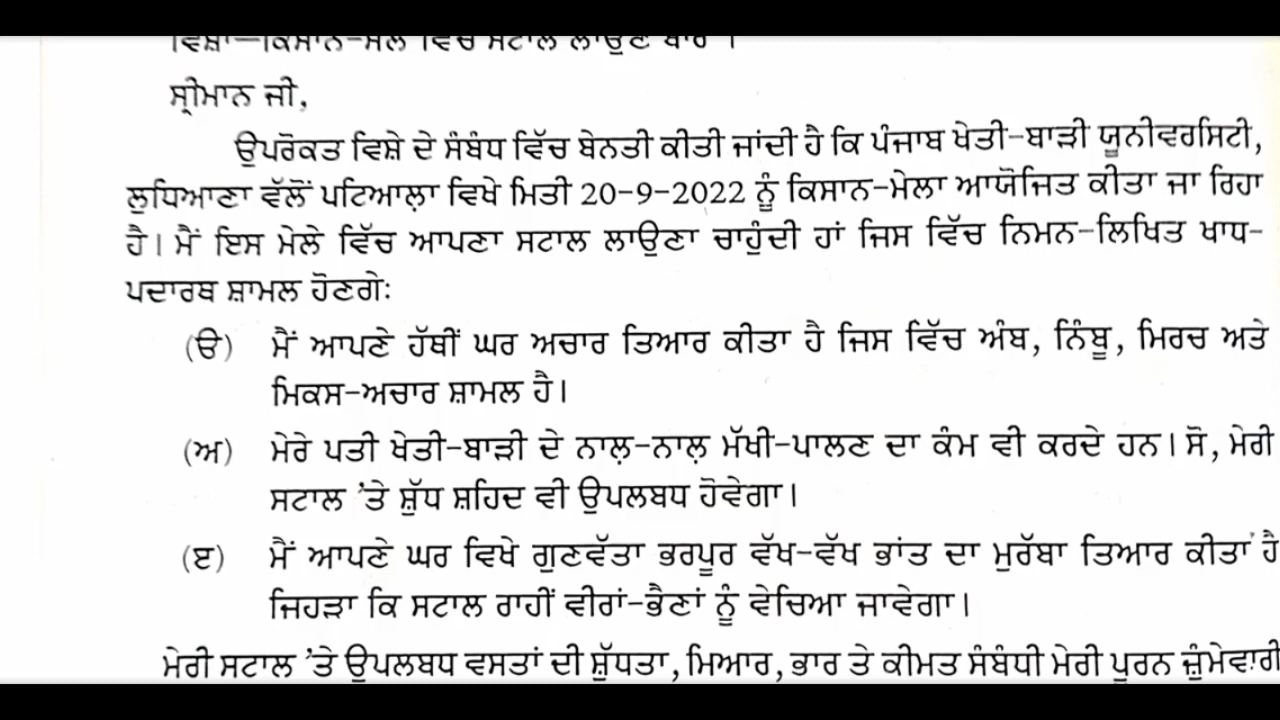 ਵਿਸ਼ਾ—ਕਿਸਾਨ-ਮੇਲੇ ਵਿੱਚ ਸਟਾਲ ਲਾਉਣ ਬਾਰੇ ।
ਸ੍ਰੀਮਾਨ ਜੀ,
ਉਪਰੋਕਤ ਵਿਸ਼ੇ ਦੇ ਸੰਬੰਧ ਵਿੱਚ ਬੇਨਤੀ ਕੀਤੀ ਜਾਂਦੀ ਹੈ ਕਿ ਪੰਜਾਬ ਖੇਤੀ-ਬਾੜੀ ਯੂਨੀਵਰਸਿਟੀ,
ਲੁਧਿਆਣਾ ਵੱਲੋਂ ਪਟਿਆਲ਼ਾ ਵਿਖੇ ਮਿਤੀ 20-9-2022 ਨੂੰ ਕਿਸਾਨ-ਮੇਲਾ ਆਯੋਜਿਤ ਕੀਤਾ ਜਾ ਰਿਹਾ
ਹੈ। ਮੈਂ ਇਸ ਮੇਲੇ ਵਿੱਚ ਆਪਣਾ ਸਟਾਲ ਲਾਉਣਾ ਚਾਹੁੰਦੀ ਹਾਂ ਜਿਸ ਵਿੱਚ ਨਿਮਨ-ਲਿਖਿਤ ਖਾਧ-
ਪਦਾਰਥ ਸ਼ਾਮਲ ਹੋਣਗੇ:
(ੳ) ਮੈਂ ਆਪਣੇ ਹੱਥੀਂ ਘਰ ਅਚਾਰ ਤਿਆਰ ਕੀਤਾ ਹੈ ਜਿਸ ਵਿੱਚ ਅੰਬ, ਨਿੰਬੂ, ਮਿਰਚ ਅਤੇ
ਮਿਕਸ-ਅਚਾਰ ਸ਼ਾਮਲ ਹੈ।
(ਅ) ਮੇਰੇ ਪਤੀ ਖੇਤੀ-ਬਾੜੀ ਦੇ ਨਾਲ਼-ਨਾਲ਼ ਮੱਖੀ-ਪਾਲਣ ਦਾ ਕੰਮ ਵੀ ਕਰਦੇ ਹਨ। ਸੋ, ਮੇਰੀ
ਸਟਾਲ ’ਤੇ ਸ਼ੁੱਧ ਸ਼ਹਿਦ ਵੀ ਉਪਲਬਧ ਹੋਵੇਗਾ।
(ੲ) ਮੈਂ ਆਪਣੇ ਘਰ ਵਿਖੇ ਗੁਣਵੱਤਾ ਭਰਪੂਰ ਵੱਖ-ਵੱਖ ਭਾਂਤ ਦਾ ਮੁਰੱਬਾ ਤਿਆਰ ਕੀਤਾ ਹੈ
ਜਿਹੜਾ ਕਿ ਸਟਾਲ ਰਾਹੀਂ ਵੀਰਾਂ-ਭੈਣਾਂ ਨੂੰ ਵੇਚਿਆ ਜਾਵੇਗਾ।
ਮੇਰੀ ਸਟਾਲ ’ਤੇ ਉਪਲਬਧ ਵਸਤਾਂ ਦੀ ਸ਼ੁੱਧਤਾ, ਮਿਆਰ, ਭਾਰ ਤੇ ਕੀਮਤ ਸੰਬੰਧੀ ਮੇਰੀ ਪੂਰਨ ਜ਼ੁੰਮੇਵਾਰੀ